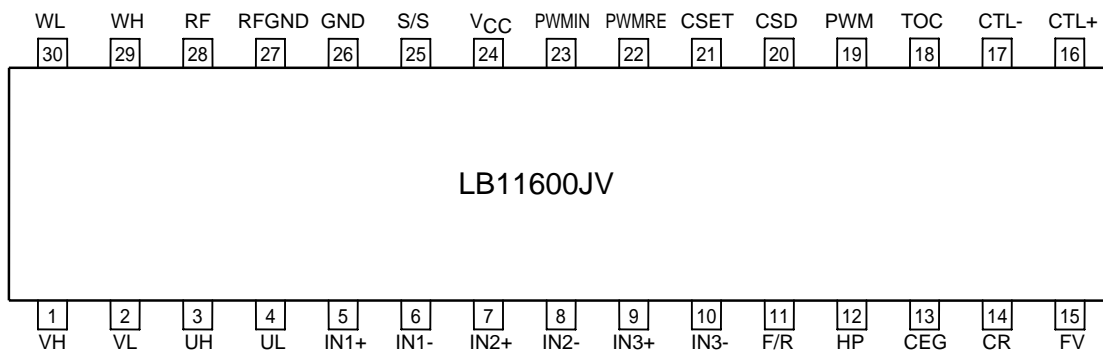 WL WH RF RFGND GND S/S VCC PWMIN PWMRE CSET CSD PWM TOC CTL- CTL+
30 29 28 27 26 25 24 23 22 21 20 19 18 17 16
LB11600JV
1 2 3 4 5 6 7 8 9 10 11 12 13 14 15
VH VL UH UL IN1+ IN1- IN2+ IN2- IN3+ IN3- F/R HP CEG CR FV